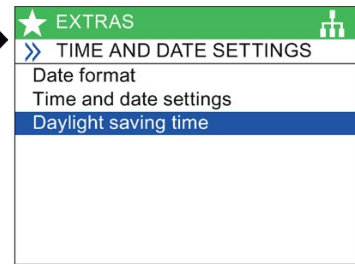 EXTRAS
TIME AND DATE SETTINGS
Date format
Time and date settings
Daylight saving time